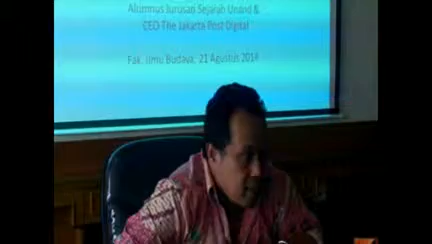 Alumnus Jurusan Sejarah Unand &
CEO The Jakarta Post Digital
Fak. Ilmu Budaya, 21 Agustus 2014